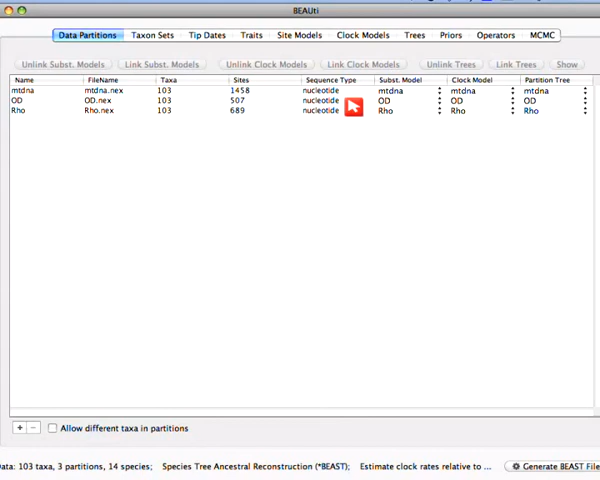 BEAUti
Data Partitions Taxon Sets Tip Dates Traits Site Models Clock Models Trees Priors Operators MCMC
Unlink Subst. Models Link Subst. Models Unlink Clock Models Link Clock Models Unlink Trees Link Trees Show
Name FileName Taxa Sites Sequence Type Subst. Model Clock Model Partition Tree
mtdna mtdna.nex 103 1458 nucleotide mtdna mtdna mtdna
OD OD.nex 103 507 nucleotide OD OD OD
Rho Rho.nex 103 689 nucleotide Rho Rho Rho
+ − Allow different taxa in partitions
ata: 103 taxa, 3 partitions, 14 species; Species Tree Ancestral Reconstruction (*BEAST); Estimate clock rates relative to ... Generate BEAST File